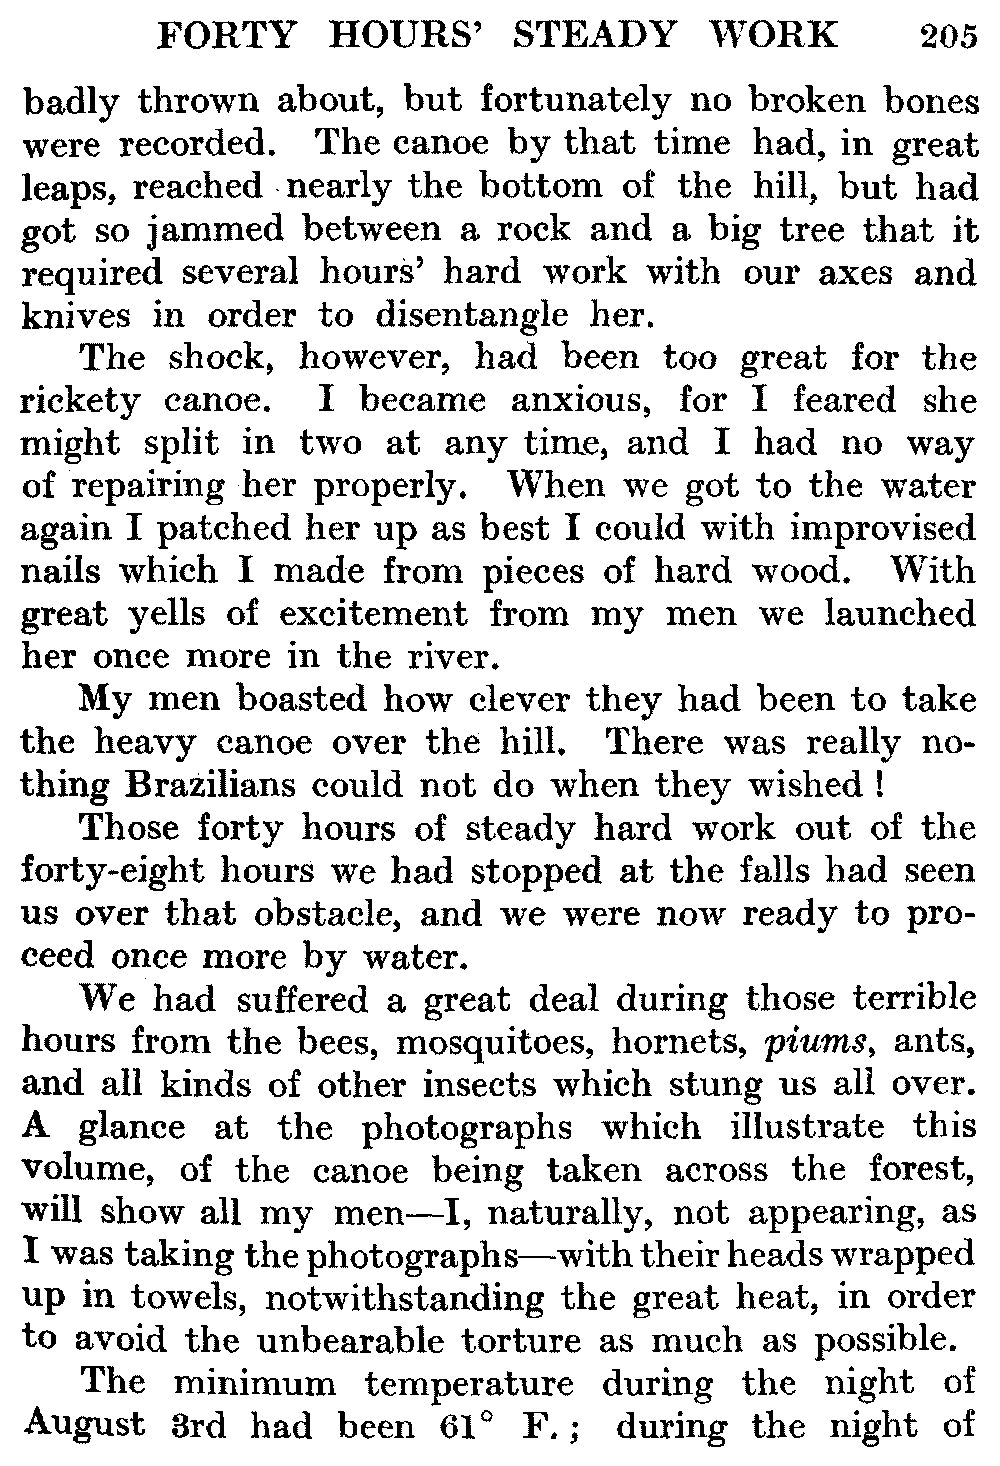 FORTY HOURS' STEADY WORK 205
badly thrown about, but fortunately no broken bones
were recorded. The canoe by that time had, in great
leaps, reached nearly the bottom of the hill, but had
got so jammed between a rock and a big tree that it
required several hours' hard work with our axes and
knives in order to disentangle her.
The shock, however, had been too great for the
rickety canoe. I became anxious, for I feared she
might split in two at any time, and I had no way
of repairing her properly. When we got to the water
again I patched her up as best I could with improvised
nails which I made from pieces of hard wood. With
great yells of excitement from my men we launched
her once more in the river.
My men boasted how clever they had been to take
the heavy canoe over the hill. There was really no-
thing Brazilians could not do when they wished !
Those forty hours of steady hard work out of the
forty-eight hours we had stopped at the falls had seen
us over that obstacle, and we were now ready to pro-
ceed once more by water.
We had suffered a great deal during those terrible
hours from the bees, mosquitoes, hornets, piums, ants,
and all kinds of other insects which stung us all over.
A glance at the photographs which illustrate this
volume, of the canoe being taken across the forest,
will show all my men—I, naturally, not appearing, as
I was taking the photographs—with their heads wrapped
up in towels, notwithstanding the great heat, in order
to avoid the unbearable torture as much as possible.
The minimum temperature during the night of
August 3rd had been 61° F. ; during the night of